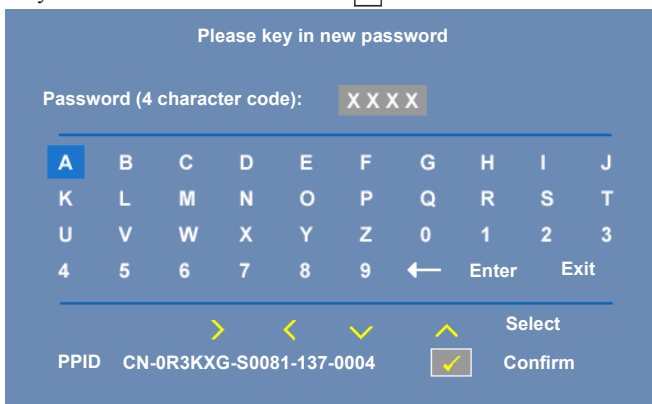 Please key in new password
Password (4 character code): X X X X
A B C D E F G H I J
K L M N O P Q R S T
U V W X Y Z 0 1 2 3
4 5 6 7 8 9 ← Enter Exit
> < ∨ ∧ Select
PPID CN-0R3KXG-S0081-137-0004 ✓ Confirm